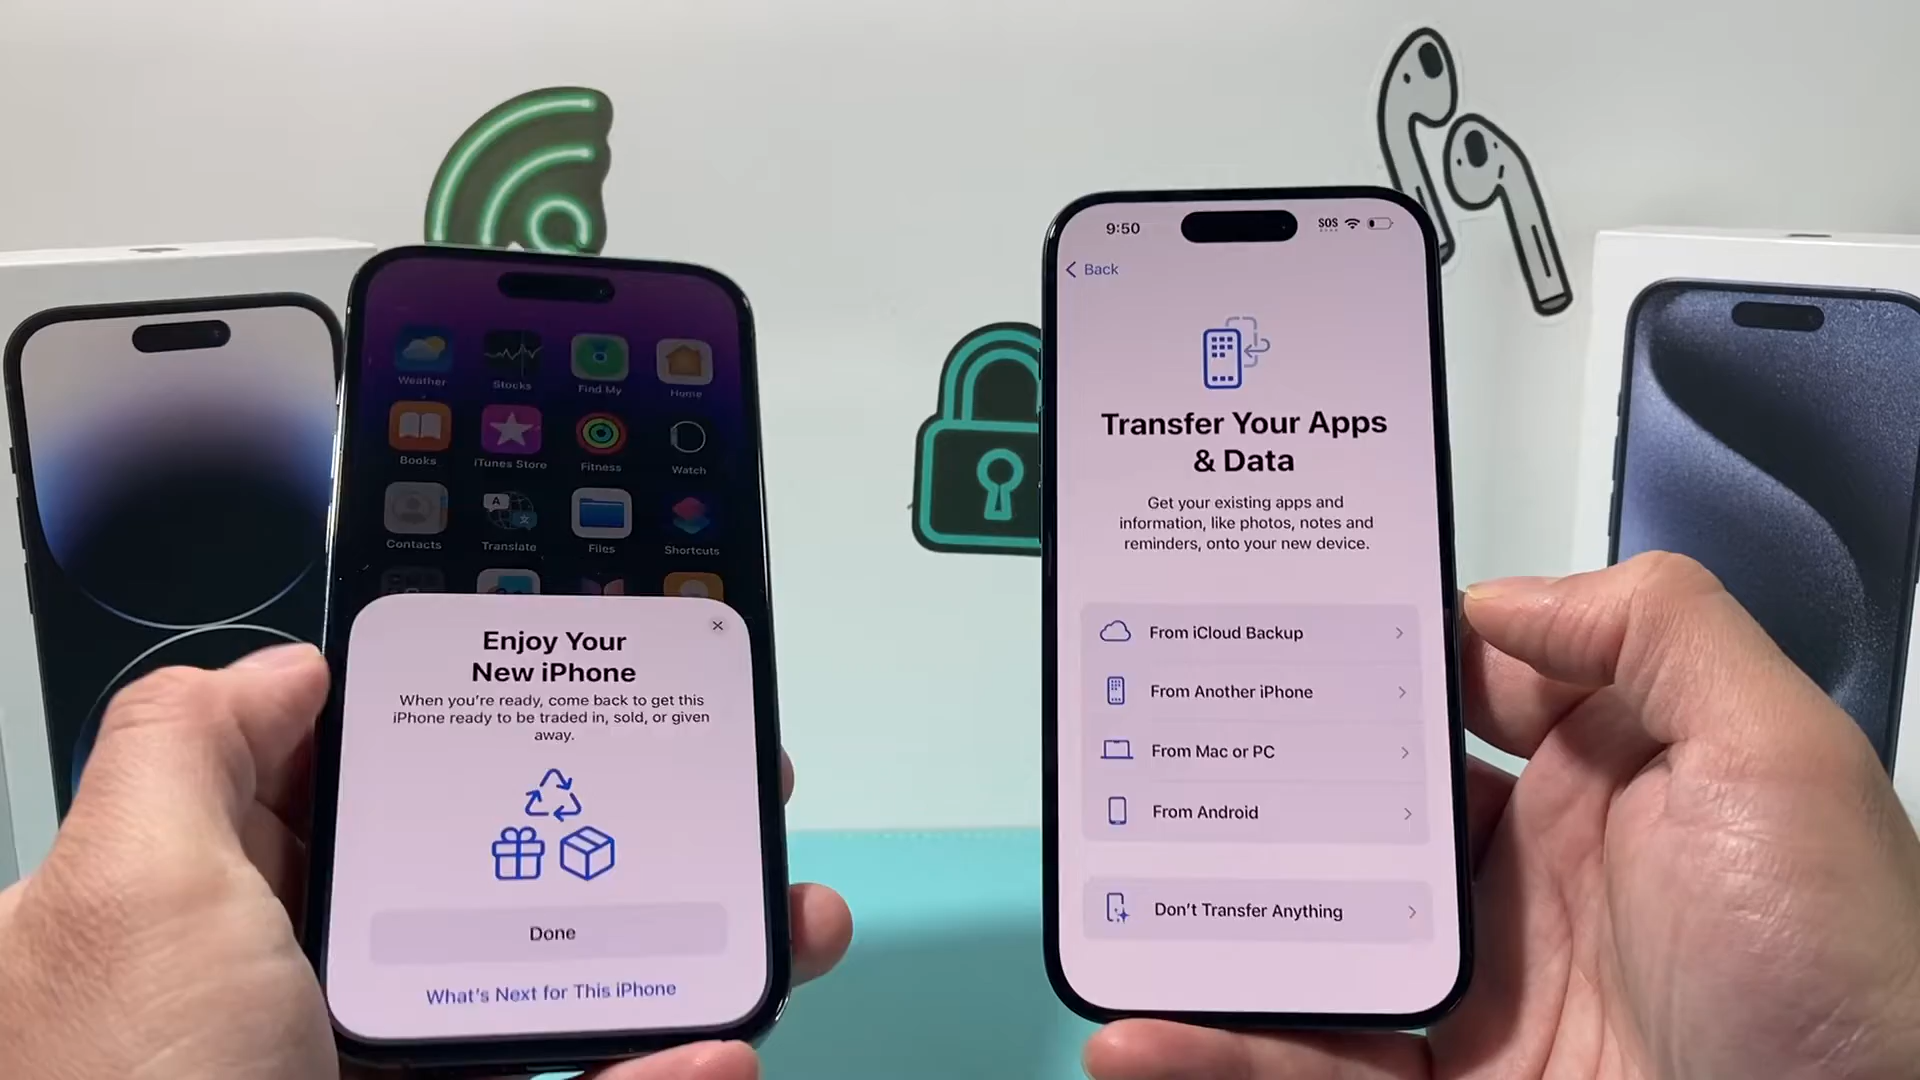 Weather
Stocks
Find My
Home
Books
iTunes Store
Fitness
Watch
Contacts
Translate
Files
Shortcuts
Enjoy Your
New iPhone
When you're ready, come back to get this
iPhone ready to be traded in, sold, or given
away.
Done
What's Next for This iPhone
9:50
SOS
Back
Transfer Your Apps
& Data
Get your existing apps and
information, like photos, notes and
reminders, onto your new device.
From iCloud Backup
From Another iPhone
From Mac or PC
From Android
Don't Transfer Anything